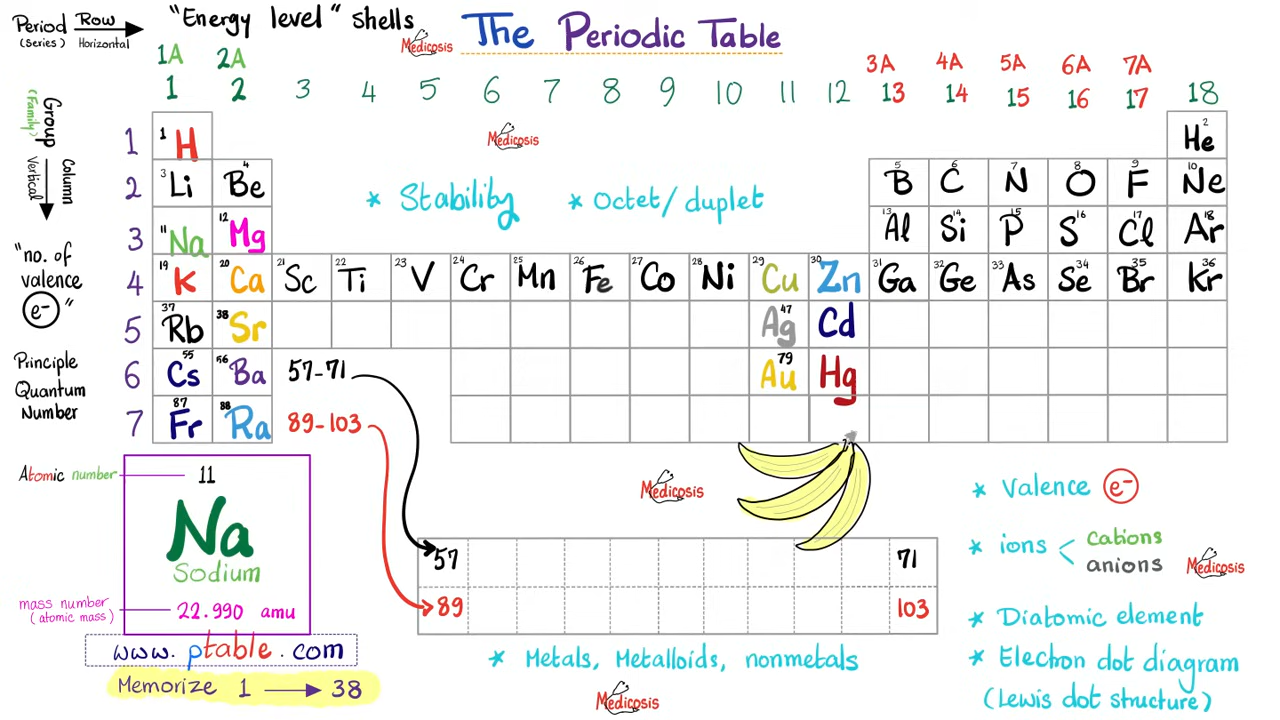 Period Row
(Series) Horizontal
"Energy level" shells
Medicosis
The Periodic Table
1A 2A 3A 4A 5A 6A 7A
1 2 3 4 5 6 7 8 9 10 11 12 13 14 15 16 17 18
Group
(Family)
Column
Vertical
"no. of
valence
e-"
Principle
Quantum
Number
1 1 H 2 He
Medicosis
2 3 Li 4 Be 5 B 6 C 7 N 8 O 9 F 10 Ne
* Stability * Octet/duplet
3 11 Na 12 Mg 13 Al 14 Si 15 P 16 S 17 Cl 18 Ar
4 19 K 20 Ca 21 Sc 22 Ti 23 V 24 Cr 25 Mn 26 Fe 27 Co 28 Ni 29 Cu 30 Zn 31 Ga 32 Ge 33 As 34 Se 35 Br 36 Kr
5 37 Rb 38 Sr 47 Ag Cd
6 55 Cs 56 Ba 57-71 79 Au Hg
7 87 Fr 88 Ra 89-103
Atomic number
11
Na
Sodium
mass number
(atomic mass)
22.990 amu
www.ptable.com
Memorize 1 → 38
Medicosis
57 71
89 103
* Metals, Metalloids, nonmetals
Medicosis
* Valence e-
* ions < cations
anions
Medicosis
* Diatomic element
* Electron dot diagram
(Lewis dot structure)